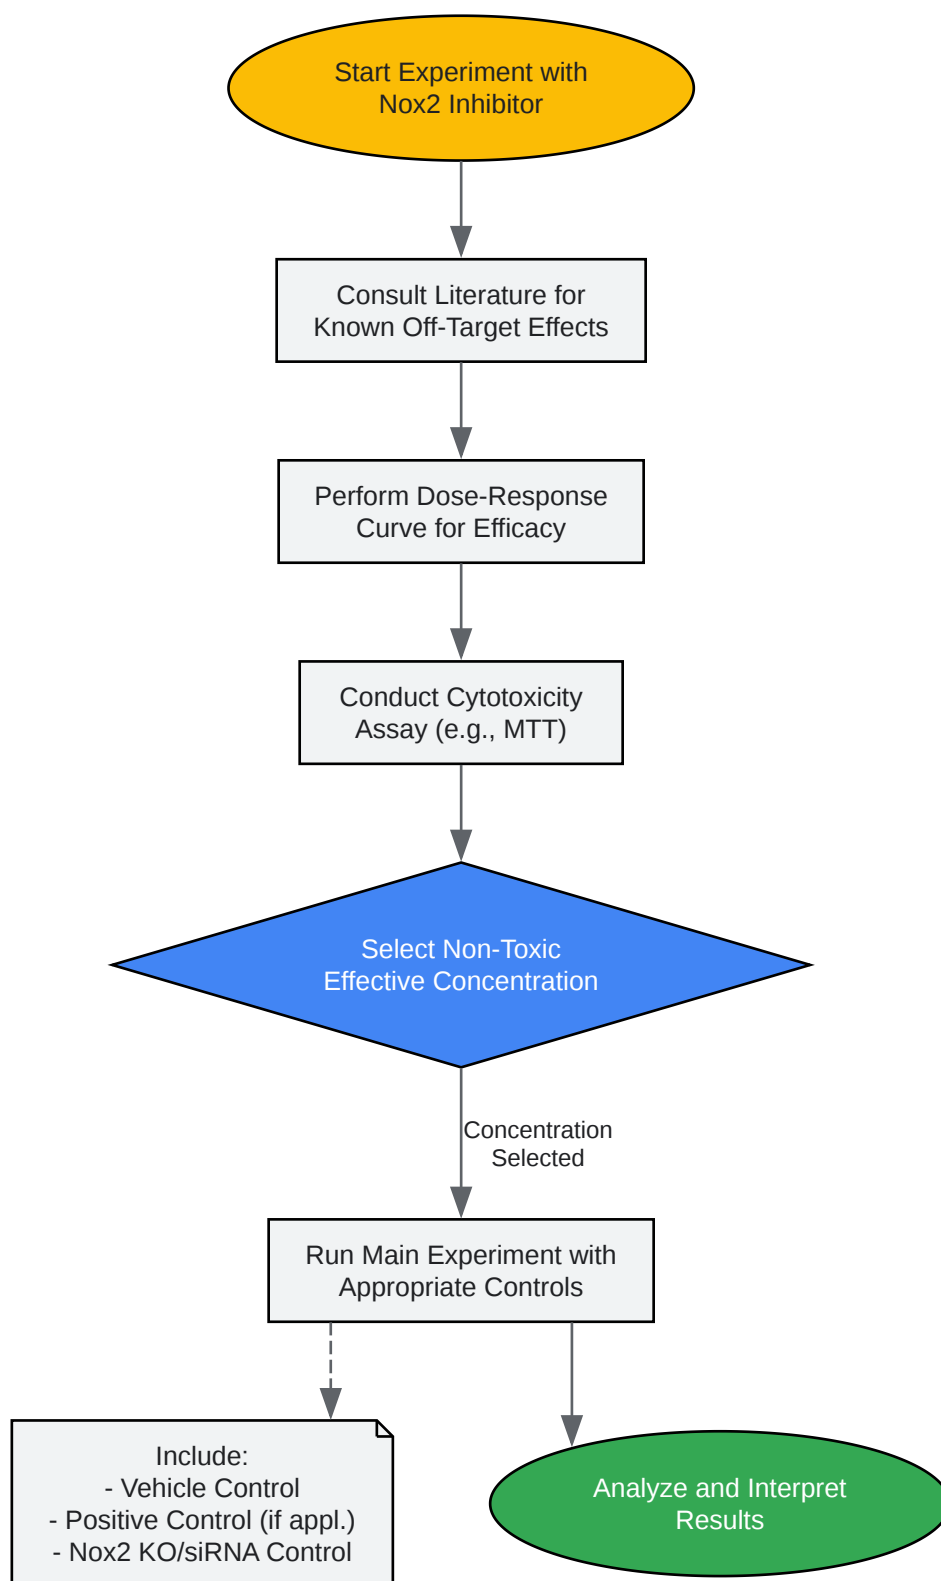 Start Experiment with
Nox2 Inhibitor
Consult Literature for
Known Off-Target Effects
Perform Dose-Response
Curve for Efficacy
Conduct Cytotoxicity
Assay (e.g., MTT)
Select Non-Toxic
Effective Concentration
Concentration
Selected
Run Main Experiment with
Appropriate Controls
Include:
- Vehicle Control
- Positive Control (if appl.)
- Nox2 KO/siRNA Control
Analyze and Interpret
Results